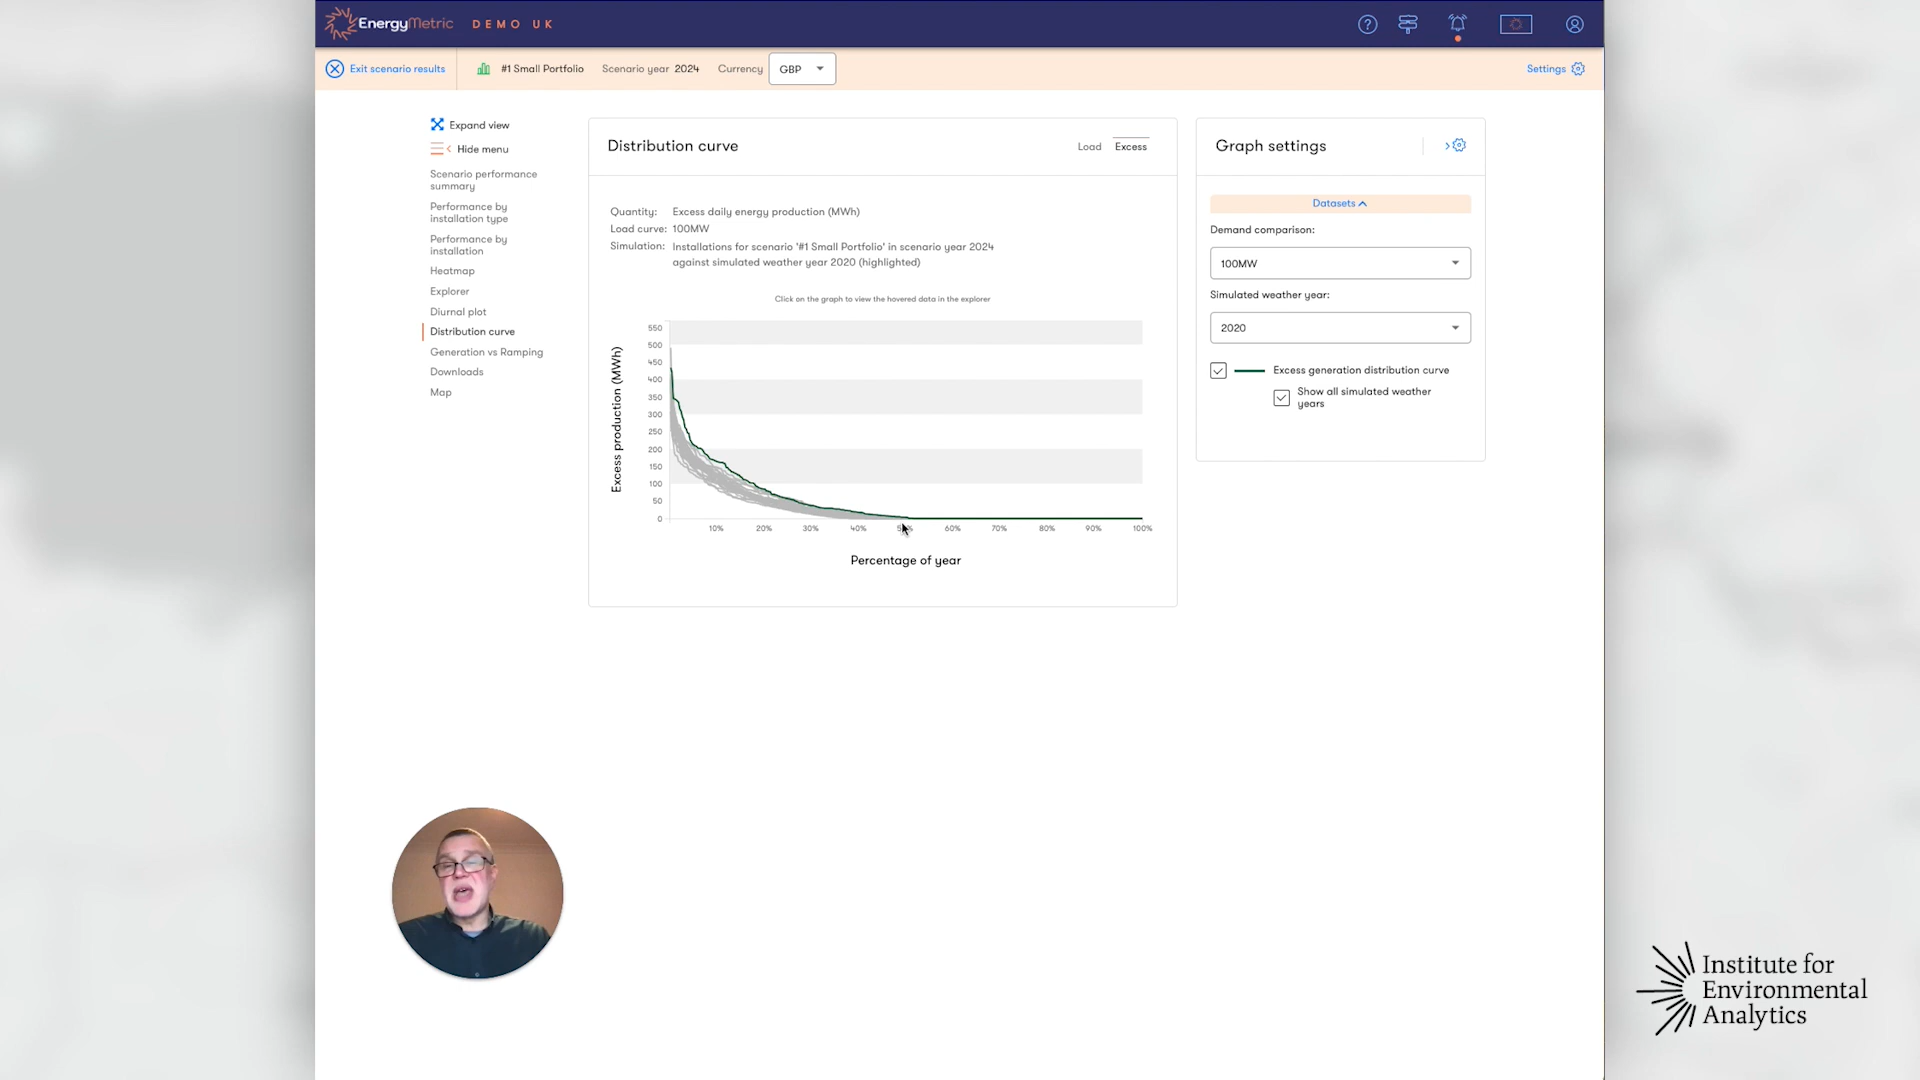 EnergyMetric DEMO UK
Exit scenario results
#1 Small Portfolio
Scenario year 2024
Currency
GBP
Settings
Expand view
Hide menu
Scenario performance
summary
Performance by
installation type
Performance by
installation
Heatmap
Explorer
Diurnal plot
Distribution curve
Generation vs Ramping
Downloads
Map
Distribution curve
Load
Excess
Quantity: Excess daily energy production (MWh)
Load curve: 100MW
Simulation: Installations for scenario '#1 Small Portfolio' in scenario year 2024
against simulated weather year 2020 (highlighted)
Click on the graph to view the hovered data in the explorer
Excess production (MWh)
550
500
450
400
350
300
250
200
150
100
50
0
10% 20% 30% 40% 60% 70% 80% 90% 100%
Percentage of year
Graph settings
Datasets
Demand comparison:
100MW
Simulated weather year:
2020
Excess generation distribution curve
Show all simulated weather
years
Institute for
Environmental
Analytics